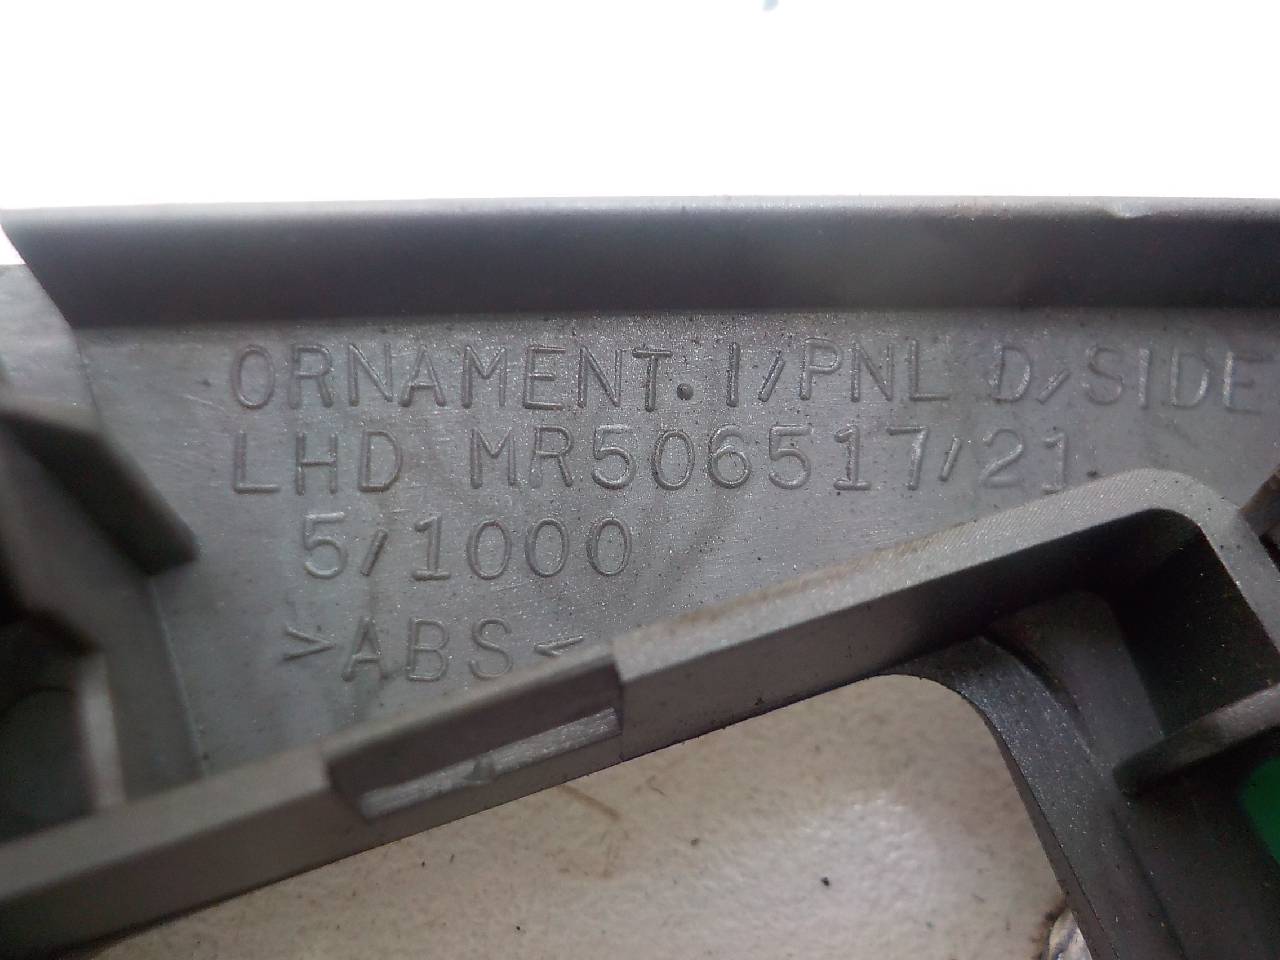 ORNAMENT. I/PNL D/SIDE
LHD MR506517/21
5/1000
>ABS<